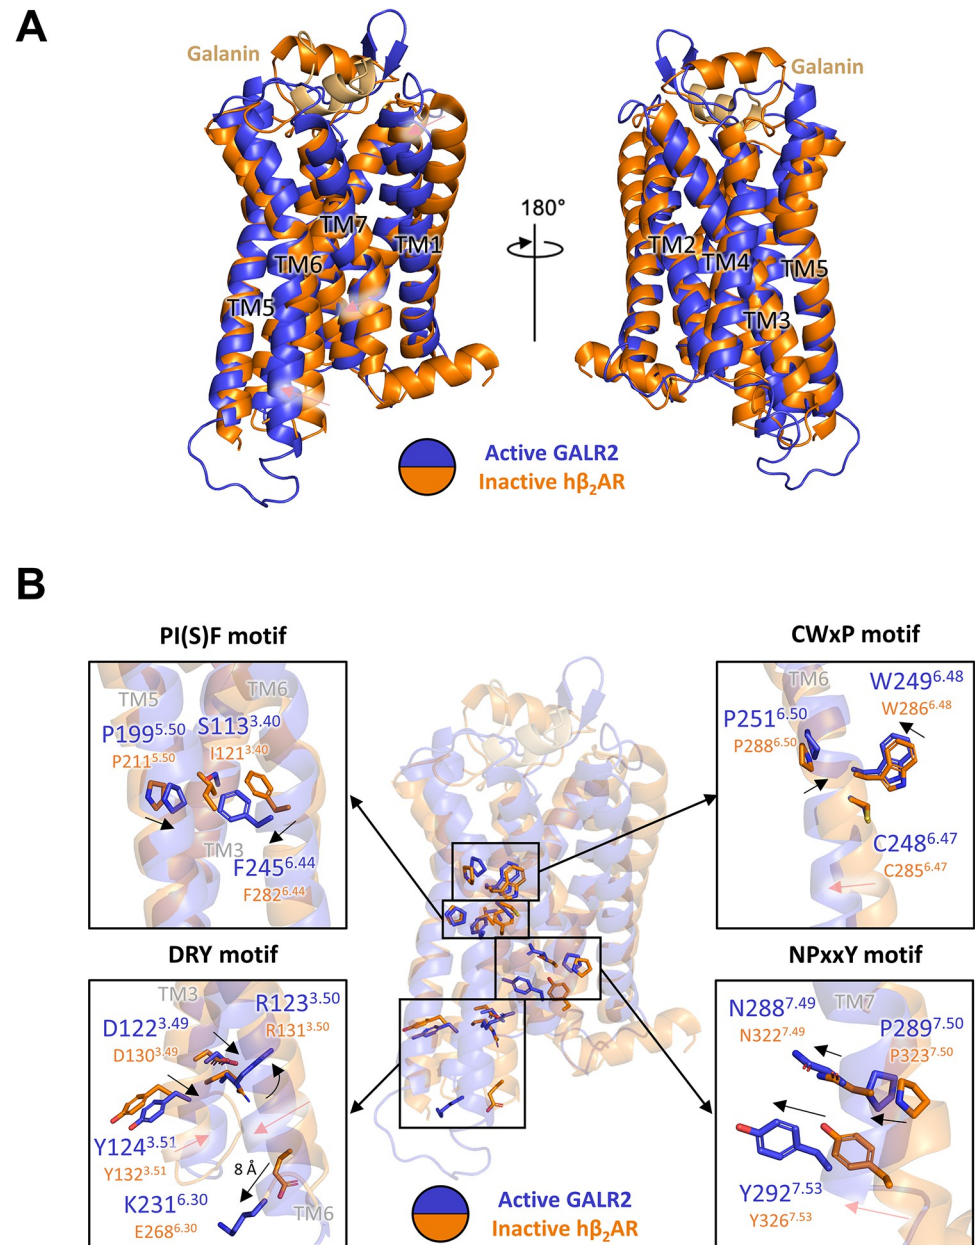 A
Galanin
Galanin
180°
TM7
TM1
TM6
TM5
TM2
TM4
TM5
TM3
Active GALR2
Inactive hβ₂AR
B
PI(S)F motif
TM5
TM6
P199⁵·⁵⁰
S113³·⁴⁰
P211⁵·⁵⁰
I121³·⁴⁰
TM3
F245⁶·⁴⁴
F282⁶·⁴⁴
CWxP motif
TM6
W249⁶·⁴⁸
P251⁶·⁵⁰
W286⁶·⁴⁸
P288⁶·⁵⁰
C248⁶·⁴⁷
C285⁶·⁴⁷
DRY motif
TM3
R123³·⁵⁰
D122³·⁴⁹
R131³·⁵⁰
D130³·⁴⁹
Y124³·⁵¹
Y132³·⁵¹
8 Å
K231⁶·³⁰
TM6
E268⁶·³⁰
NPxxY motif
N288⁷·⁴⁹
TM7
N322⁷·⁴⁹
P289⁷·⁵⁰
P323⁷·⁵⁰
Y292⁷·⁵³
Y326⁷·⁵³
Active GALR2
Inactive hβ₂AR